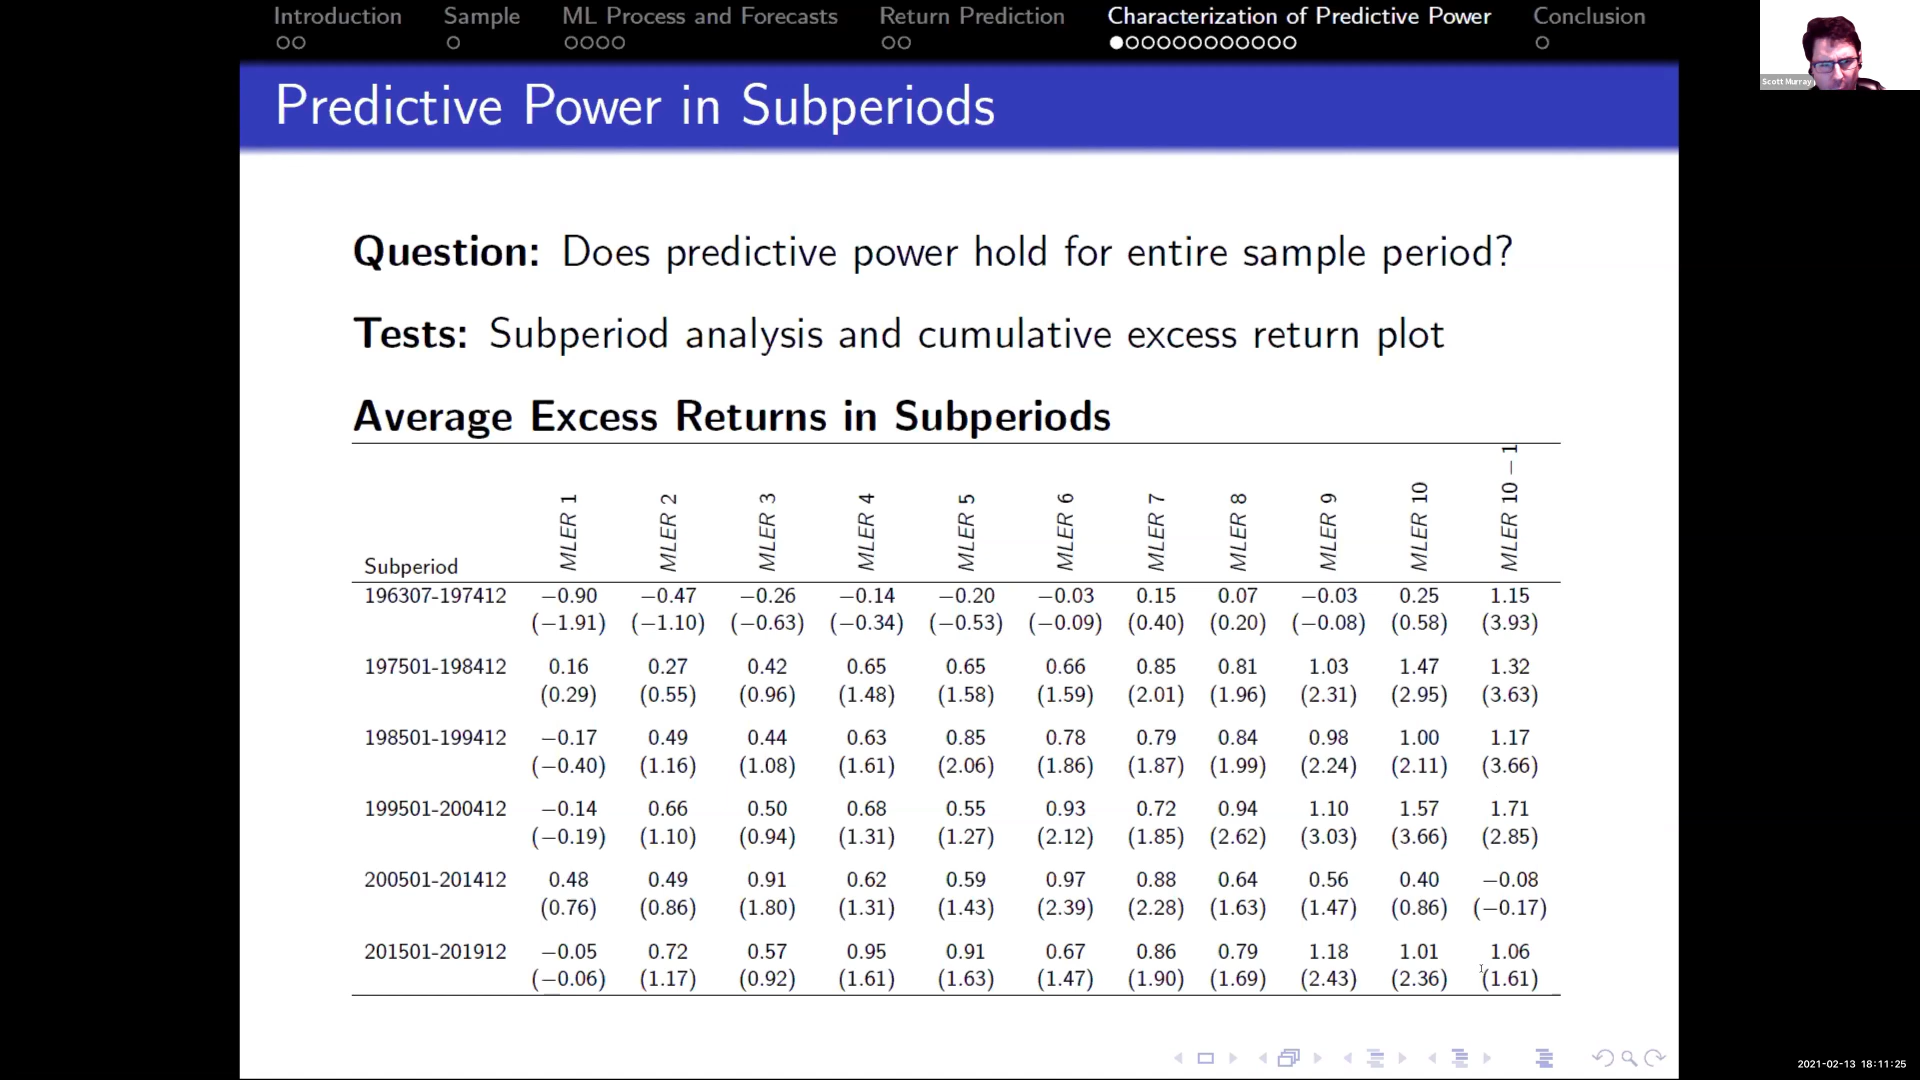 Introduction Sample ML Process and Forecasts Return Prediction Characterization of Predictive Power Conclusion
Scott Murray
Predictive Power in Subperiods
Question: Does predictive power hold for entire sample period?
Tests: Subperiod analysis and cumulative excess return plot
Average Excess Returns in Subperiods
Subperiod MLER 1 MLER 2 MLER 3 MLER 4 MLER 5 MLER 6 MLER 7 MLER 8 MLER 9 MLER 10 MLER 10 − 1
196307-197412 −0.90 −0.47 −0.26 −0.14 −0.20 −0.03 0.15 0.07 −0.03 0.25 1.15
(−1.91) (−1.10) (−0.63) (−0.34) (−0.53) (−0.09) (0.40) (0.20) (−0.08) (0.58) (3.93)
197501-198412 0.16 0.27 0.42 0.65 0.65 0.66 0.85 0.81 1.03 1.47 1.32
(0.29) (0.55) (0.96) (1.48) (1.58) (1.59) (2.01) (1.96) (2.31) (2.95) (3.63)
198501-199412 −0.17 0.49 0.44 0.63 0.85 0.78 0.79 0.84 0.98 1.00 1.17
(−0.40) (1.16) (1.08) (1.61) (2.06) (1.86) (1.87) (1.99) (2.24) (2.11) (3.66)
199501-200412 −0.14 0.66 0.50 0.68 0.55 0.93 0.72 0.94 1.10 1.57 1.71
(−0.19) (1.10) (0.94) (1.31) (1.27) (2.12) (1.85) (2.62) (3.03) (3.66) (2.85)
200501-201412 0.48 0.49 0.91 0.62 0.59 0.97 0.88 0.64 0.56 0.40 −0.08
(0.76) (0.86) (1.80) (1.31) (1.43) (2.39) (2.28) (1.63) (1.47) (0.86) (−0.17)
201501-201912 −0.05 0.72 0.57 0.95 0.91 0.67 0.86 0.79 1.18 1.01 1.06
(−0.06) (1.17) (0.92) (1.61) (1.63) (1.47) (1.90) (1.69) (2.43) (2.36) (1.61)
2021-02-13 18:11:25